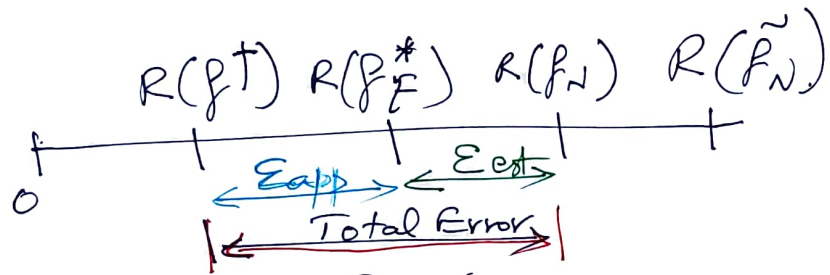 R(f†) R(f*_F) R(f_N) R(f̃_N)
0
Eapp Eest
Total Error